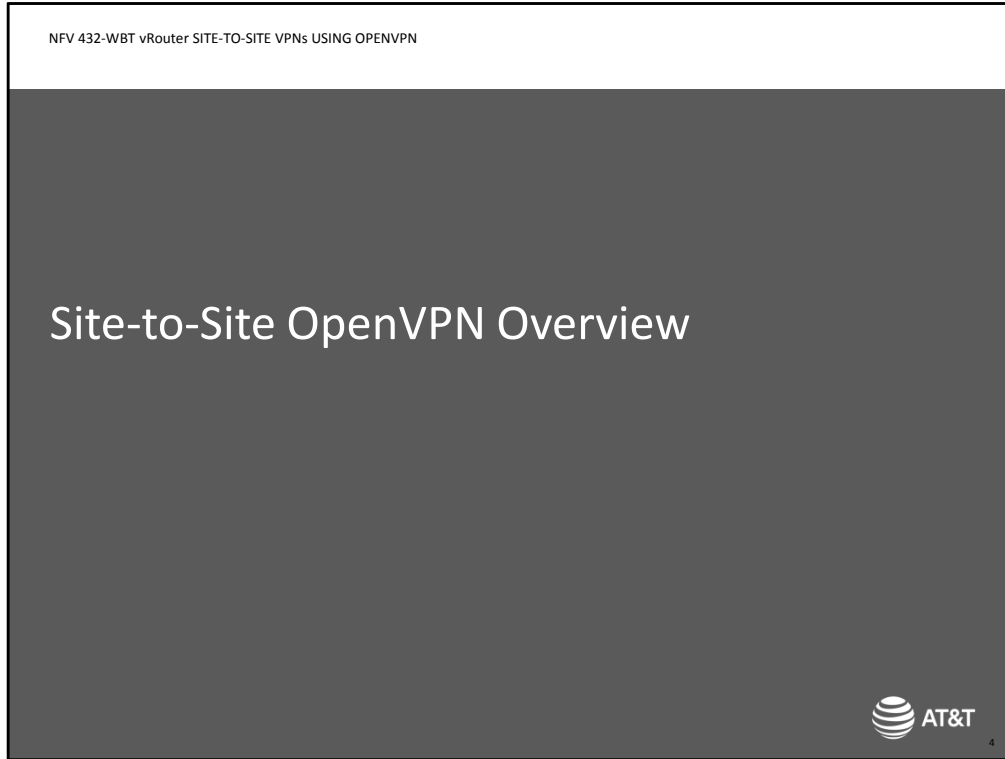 NFV 432-WBT vRouter SITE-TO-SITE VPNs USING OPENVPN
Site-to-Site OpenVPN Overview
AT&T
4